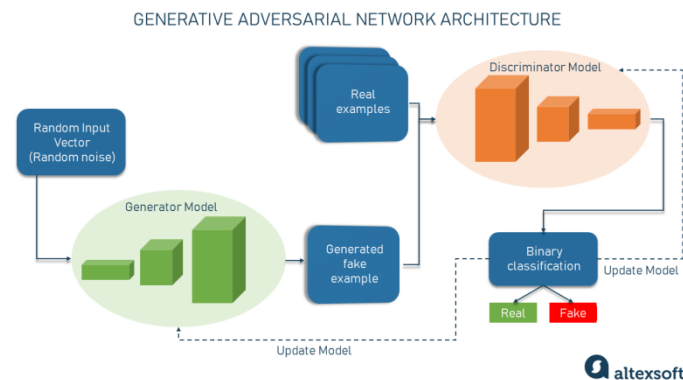 GENERATIVE ADVERSARIAL NETWORK ARCHITECTURE
Discriminator Model
Real
examples
Random Input
Vector
(Random noise)
Generator Model
Generated
fake
example
Binary
classification
Update Model
Real
Fake
Update Model
altexsoft